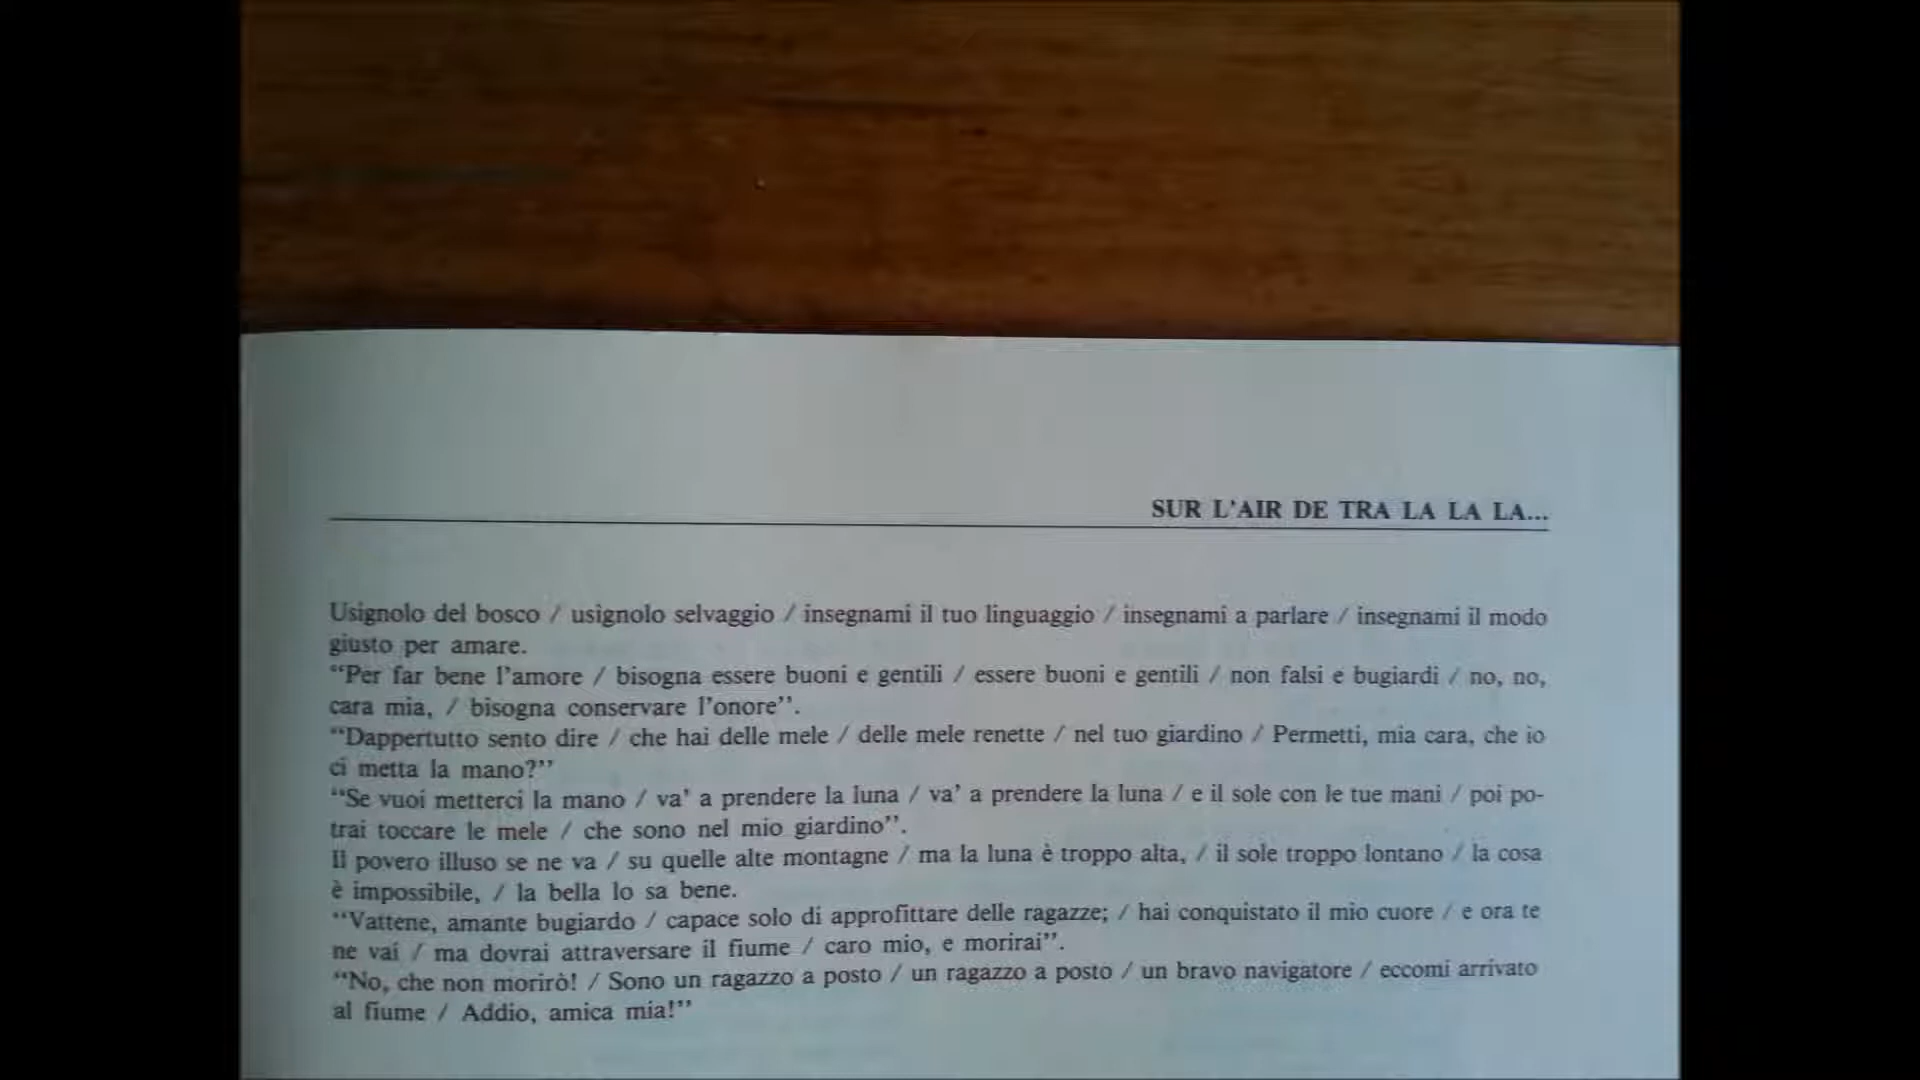 SUR L'AIR DE TRA LA LA LA...
Usignolo del bosco / usignolo selvaggio / insegnami il tuo linguaggio / insegnami a parlare / insegnami il modo
giusto per amare.
“Per far bene l'amore / bisogna essere buoni e gentili / essere buoni e gentili / non falsi e bugiardi / no, no,
cara mia, / bisogna conservare l'onore”.
“Dappertutto sento dire / che hai delle mele / delle mele renette / nel tuo giardino / Permetti, mia cara, che io
ci metta la mano?”
“Se vuoi metterci la mano / va' a prendere la luna / va' a prendere la luna / e il sole con le tue mani / poi po-
trai toccare le mele / che sono nel mio giardino”.
Il povero illuso se ne va / su quelle alte montagne / ma la luna è troppo alta, / il sole troppo lontano / la cosa
è impossibile, / la bella lo sa bene.
“Vattene, amante bugiardo / capace solo di approfittare delle ragazze; / hai conquistato il mio cuore / e ora te
ne vai / ma dovrai attraversare il fiume / caro mio, e morirai”.
“No, che non morirò! / Sono un ragazzo a posto / un ragazzo a posto / un bravo navigatore / eccomi arrivato
al fiume / Addio, amica mia!”